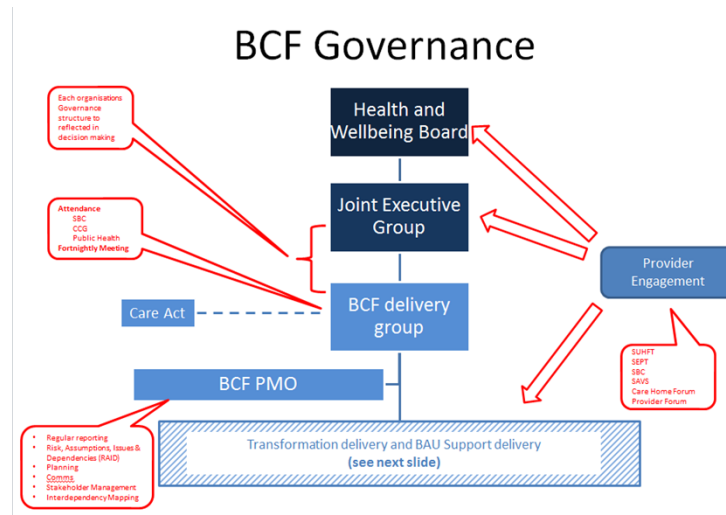 BCF Governance
Each organisations
Governance
structure to
reflected in
decision making
Health and
Wellbeing Board
Attendance
SBC
CCG
Public Health
Fortnightly Meeting
Joint Executive
Group
Provider
Engagement
Care Act
BCF delivery
group
SUHFT
SEPT
SBC
SAVS
Care Home Forum
Provider Forum
BCF PMO
• Regular reporting
• Risk, Assumptions, Issues &
Dependencies (RAID)
• Planning
• Comms
• Stakeholder Management
• Interdependency Mapping
Transformation delivery and BAU Support delivery
(see next slide)